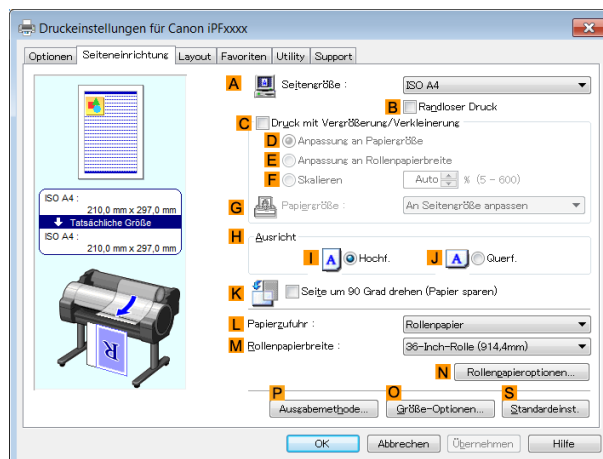 Druckeinstellungen für Canon iPFxxxx
Optionen Seiteneinrichtung Layout Favoriten Utility Support
A Seitengröße : ISO A4
B Randloser Druck
C Druck mit Vergrößerung/Verkleinerung
D Anpassung an Papiergröße
E Anpassung an Rollenpapierbreite
F Skalieren Auto % (5 - 600)
G Papiergröße : An Seitengröße anpassen
ISO A4 :
210,0 mm x 297,0 mm
Tatsächliche Größe
ISO A4 :
210,0 mm x 297,0 mm
H Ausricht
I A Hochf. J A Querf.
K Seite um 90 Grad drehen (Papier sparen)
L Papierzufuhr : Rollenpapier
M Rollenpapierbreite : 36-Inch-Rolle (914,4mm)
R
N Rollenpapieroptionen...
P O S
Ausgabemethode... Größe-Optionen... Standardeinst.
OK Abbrechen Übernehmen Hilfe